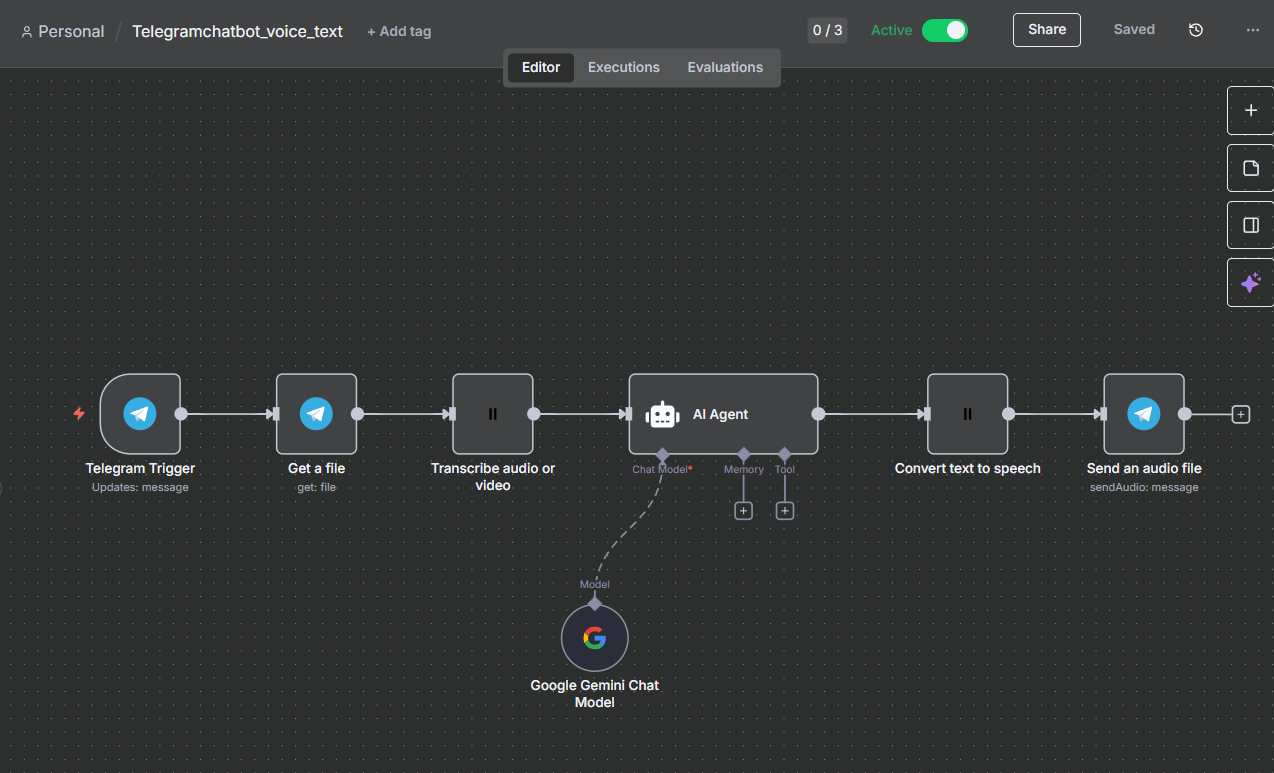 Personal / Telegramchatbot_voice_text + Add tag
0 / 3 Active Share Saved
Editor Executions Evaluations
AI Agent
Telegram Trigger
Updates: message
Get a file
get: file
Transcribe audio or
video
Chat Model*
Memory
Tool
Convert text to speech
Send an audio file
sendAudio: message
Model
Google Gemini Chat
Model